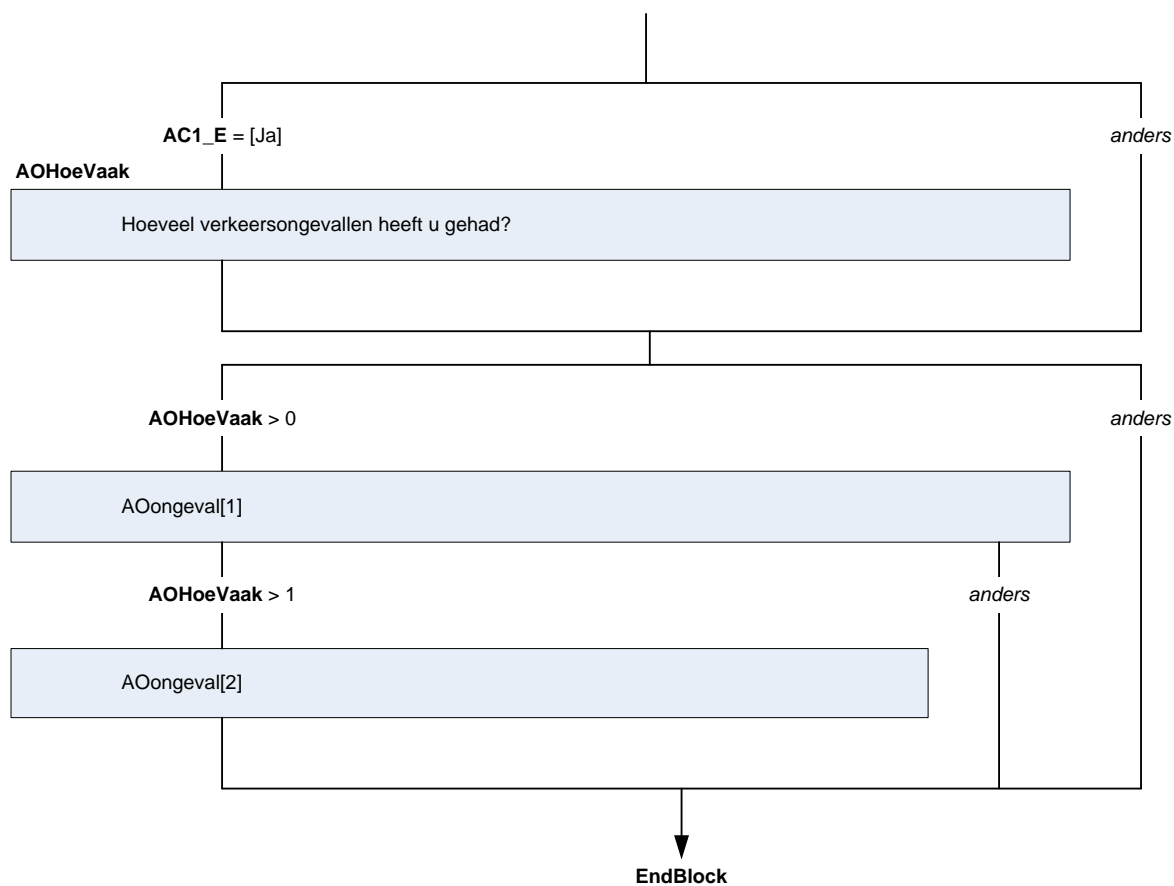 AC1_E = [Ja]
anders
AOHoeVaak
Hoeveel verkeersongevallen heeft u gehad?
AOHoeVaak > 0
anders
AOongeval[1]
AOHoeVaak > 1
anders
AOongeval[2]
EndBlock